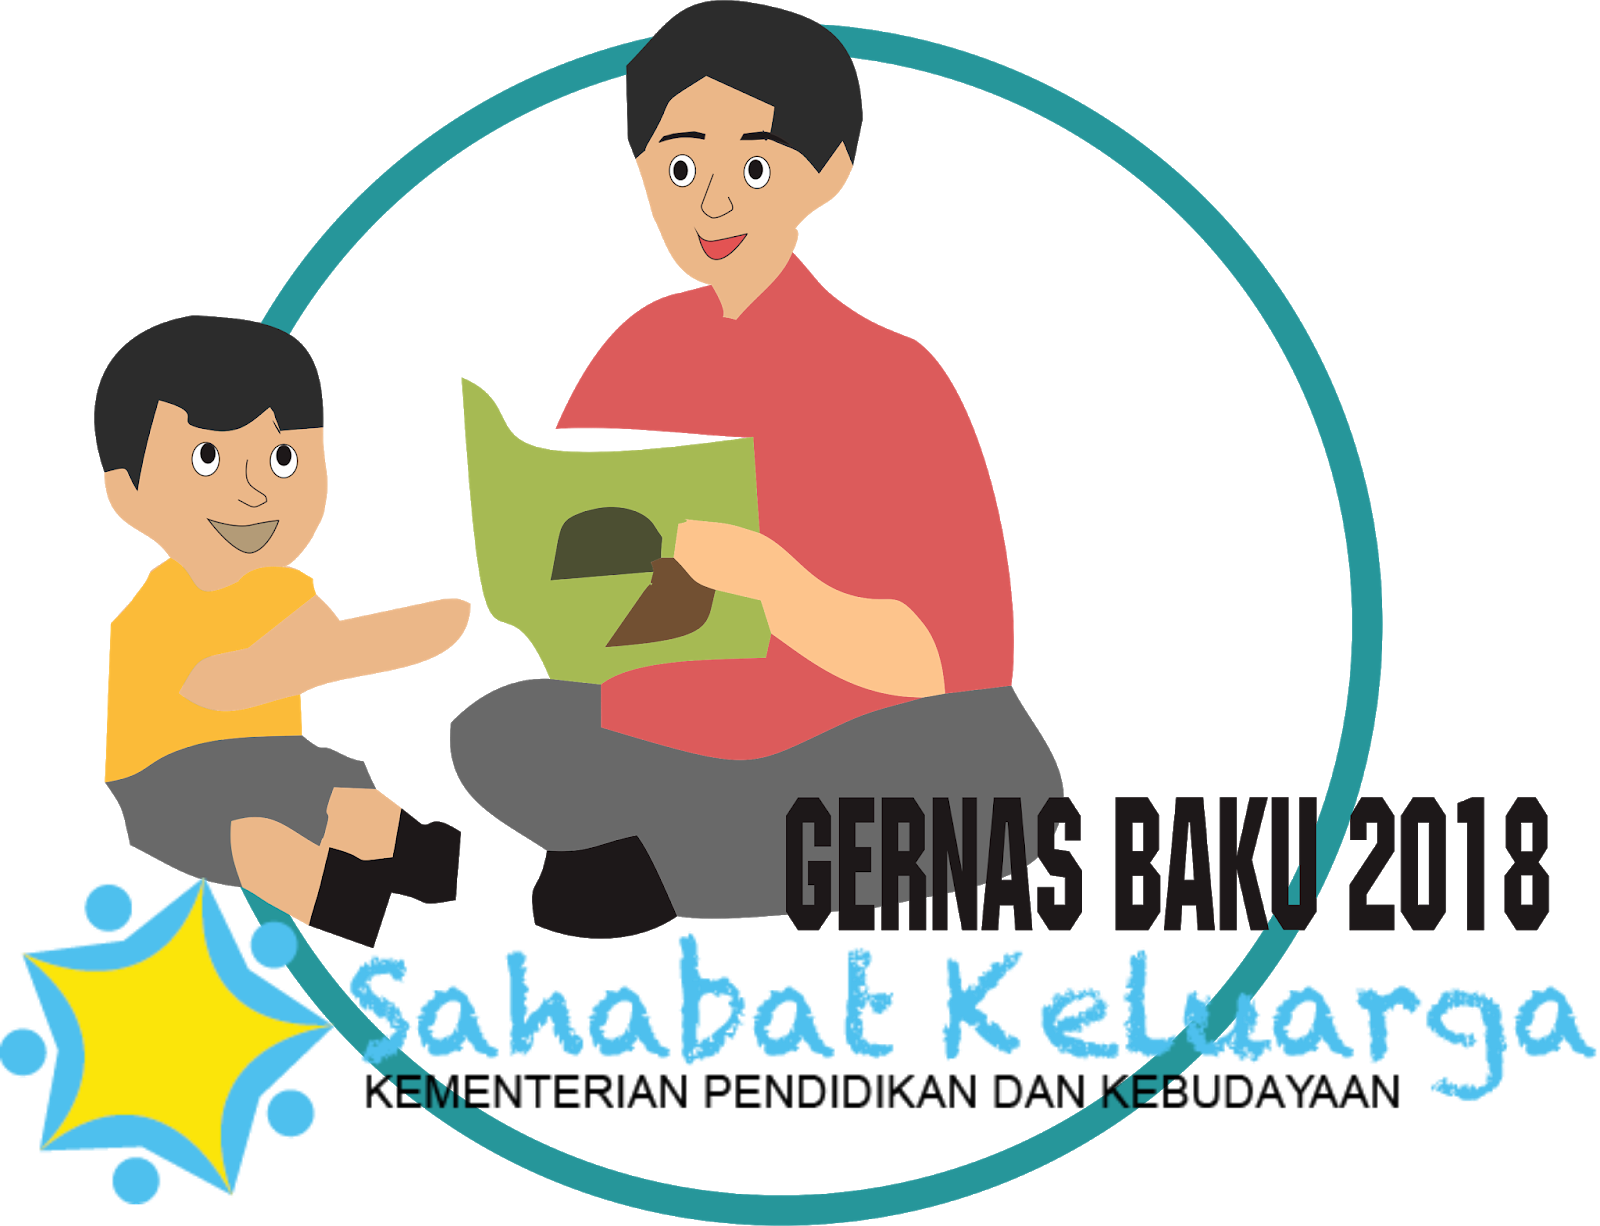 GERNAS BAKU 2018
Sahabat Keluarga
KEMENTERIAN PENDIDIKAN DAN KEBUDAYAAN